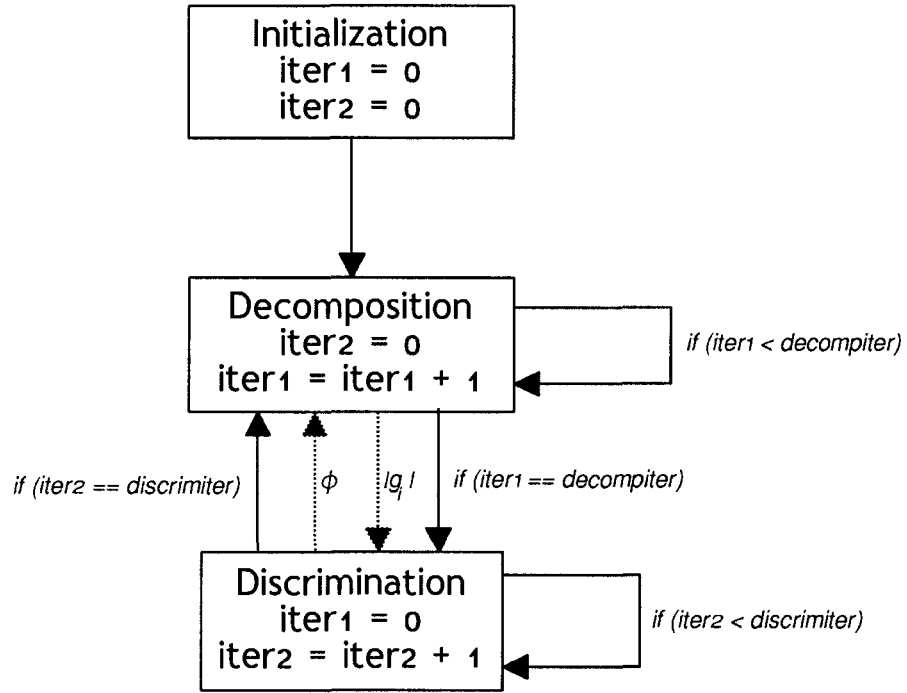 Initialization
iter1 = 0
iter2 = 0
Decomposition
iter2 = 0
iter1 = iter1 + 1
if (iter1 < decompiter)
if (iter2 == discrimiter)
ϕ
|gj|
if (iter1 == decompiter)
Discrimination
iter1 = 0
iter2 = iter2 + 1
if (iter2 < discrimiter)